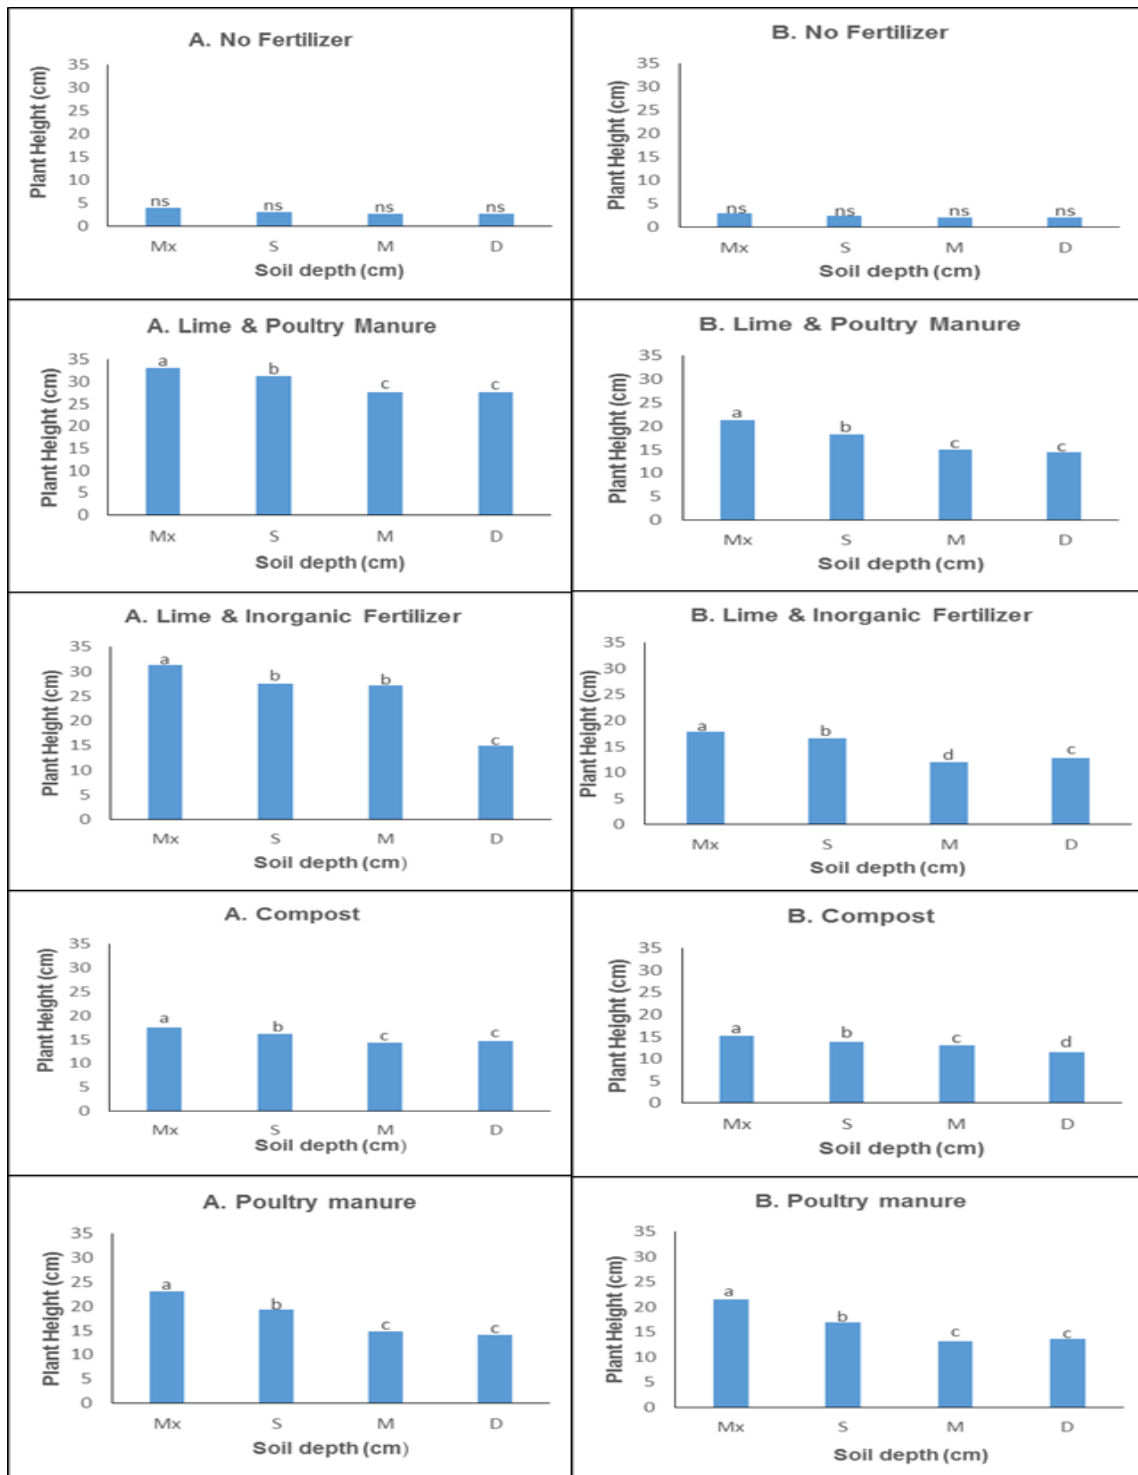 A. No Fertilizer
Plant Height (cm)
35
30
25
20
15
10
5
0
ns ns ns ns
Mx S M D
Soil depth (cm)
B. No Fertilizer
Plant Height (cm)
35
30
25
20
15
10
5
0
ns ns ns ns
Mx S M D
Soil depth (cm)
A. Lime & Poultry Manure
Plant Height (cm)
35
30
25
20
15
10
5
0
a b c c
Mx S M D
Soil depth (cm)
B. Lime & Poultry Manure
Plant Height (cm)
35
30
25
20
15
10
5
0
a b c c
Mx S M D
Soil depth (cm)
A. Lime & Inorganic Fertilizer
Plant Height (cm)
35
30
25
20
15
10
5
0
a b b c
Mx S M D
Soil depth (cm)
B. Lime & Inorganic Fertilizer
Plant Height (cm)
35
30
25
20
15
10
5
0
a b d c
Mx S M D
Soil depth (cm)
A. Compost
Plant Height (cm)
35
30
25
20
15
10
5
0
a b c c
Mx S M D
Soil depth (cm)
B. Compost
Plant Height (cm)
35
30
25
20
15
10
5
0
a b c d
Mx S M D
Soil depth (cm)
A. Poultry manure
Plant Height (cm)
35
30
25
20
15
10
5
0
a b c c
Mx S M D
Soil depth (cm)
B. Poultry manure
Plant Height (cm)
35
30
25
20
15
10
5
0
a b c c
Mx S M D
Soil depth (cm)